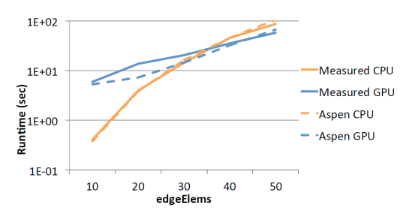 1E+02
1E+01
1E+00
1E-01
Runtime (sec)
10 20 30 40 50
edgeElems
Measured CPU
Measured GPU
Aspen CPU
Aspen GPU